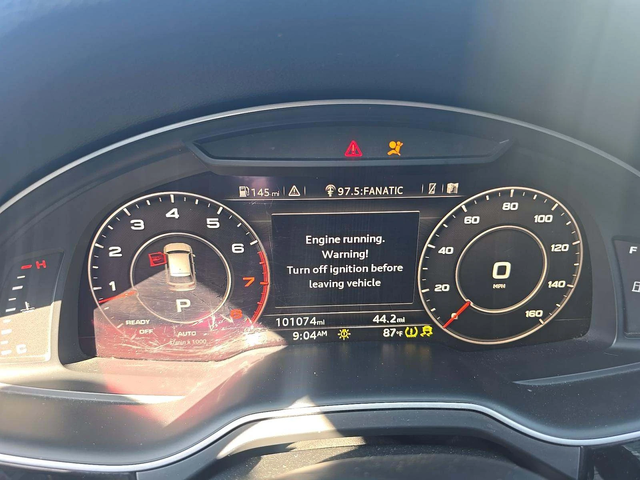 145 mi
97.5:FANATIC
Engine running.
Warning!
Turn off ignition before
leaving vehicle
101074mi
44.2mi
9:04AM
87°F
1
2
3
4
5
6
7
8
P
READY
OFF
AUTO
20
40
60
80
100
120
140
160
0
MPH
H
C
F